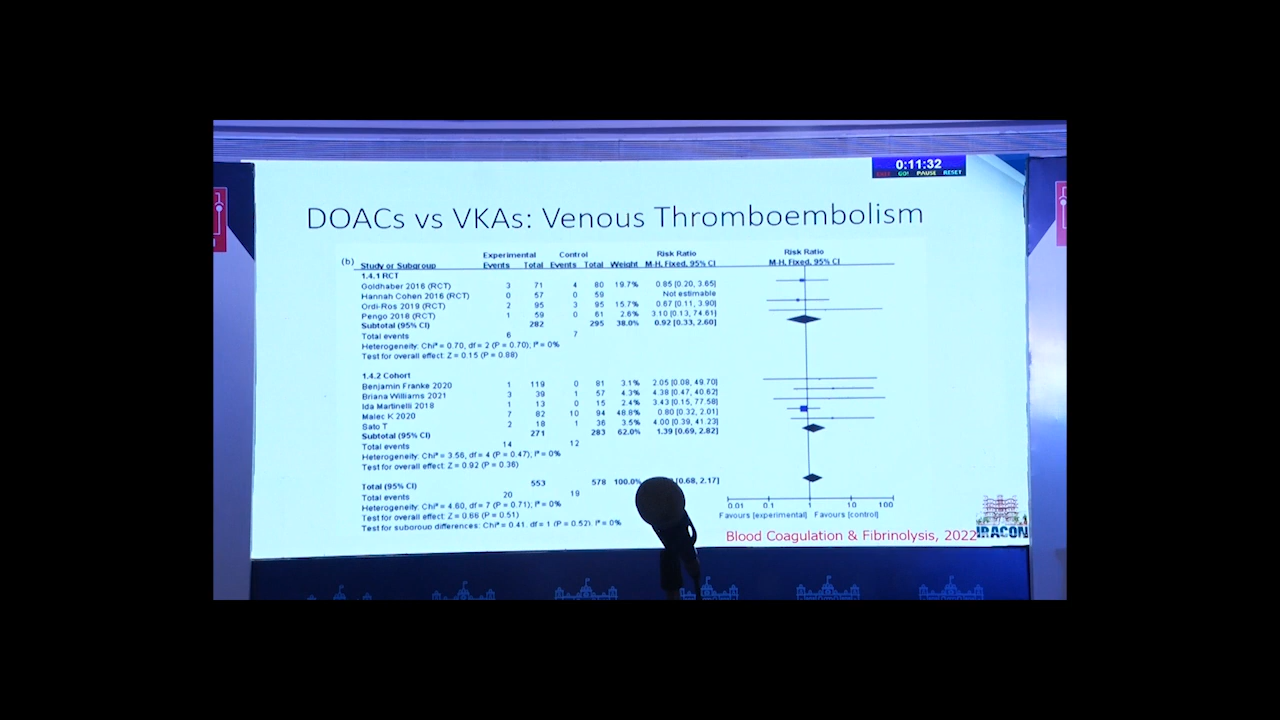 0:11:32
GO! PAUSE RESET
DOACs vs VKAs: Venous Thromboembolism
Experimental Control Risk Ratio Risk Ratio
(b) Study or Subgroup Events Total Events Total Weight M-H, Fixed, 95% CI M-H, Fixed, 95% CI
1.4.1 RCT
Goldhaber 2016 (RCT) 3 71 4 80 19.7% 0.85 [0.20, 3.65]
Hannah Cohen 2016 (RCT) 0 57 0 59 Not estimable
Ordi-Ros 2019 (RCT) 2 95 3 95 15.7% 0.67 [0.11, 3.90]
Pengo 2018 (RCT) 1 59 0 61 2.6% 3.10 [0.13, 74.61]
Subtotal (95% CI) 282 295 38.0% 0.92 [0.33, 2.60]
Total events 6 7
Heterogeneity: Chi² = 0.70, df = 2 (P = 0.70); I² = 0%
Test for overall effect: Z = 0.15 (P = 0.88)
1.4.2 Cohort
Benjamin Franke 2020 1 119 0 81 3.1% 2.05 [0.08, 49.70]
Briana Williams 2021 3 39 1 57 4.3% 4.38 [0.47, 40.62]
Ida Martinelli 2018 1 13 0 15 2.4% 3.43 [0.15, 77.58]
Malec K 2020 7 82 10 94 48.8% 0.80 [0.32, 2.01]
Sato T 2 18 1 36 3.5% 4.00 [0.39, 41.23]
Subtotal (95% CI) 271 283 62.0% 1.39 [0.69, 2.82]
Total events 14 12
Heterogeneity: Chi² = 3.56, df = 4 (P = 0.47); I² = 0%
Test for overall effect: Z = 0.92 (P = 0.36)
Total (95% CI) 553 578 100.0% [0.68, 2.17]
Total events 20 19
Heterogeneity: Chi² = 4.60, df = 7 (P = 0.71); I² = 0%
Test for overall effect: Z = 0.66 (P = 0.51)
Test for subgroup differences: Chi² = 0.41, df = 1 (P = 0.52), I² = 0%
0.01 0.1 1 10 100
Favours [experimental] Favours [control]
Blood Coagulation & Fibrinolysis, 2022
IRACON